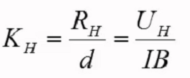 K_H = R_H / d = U_H / IB